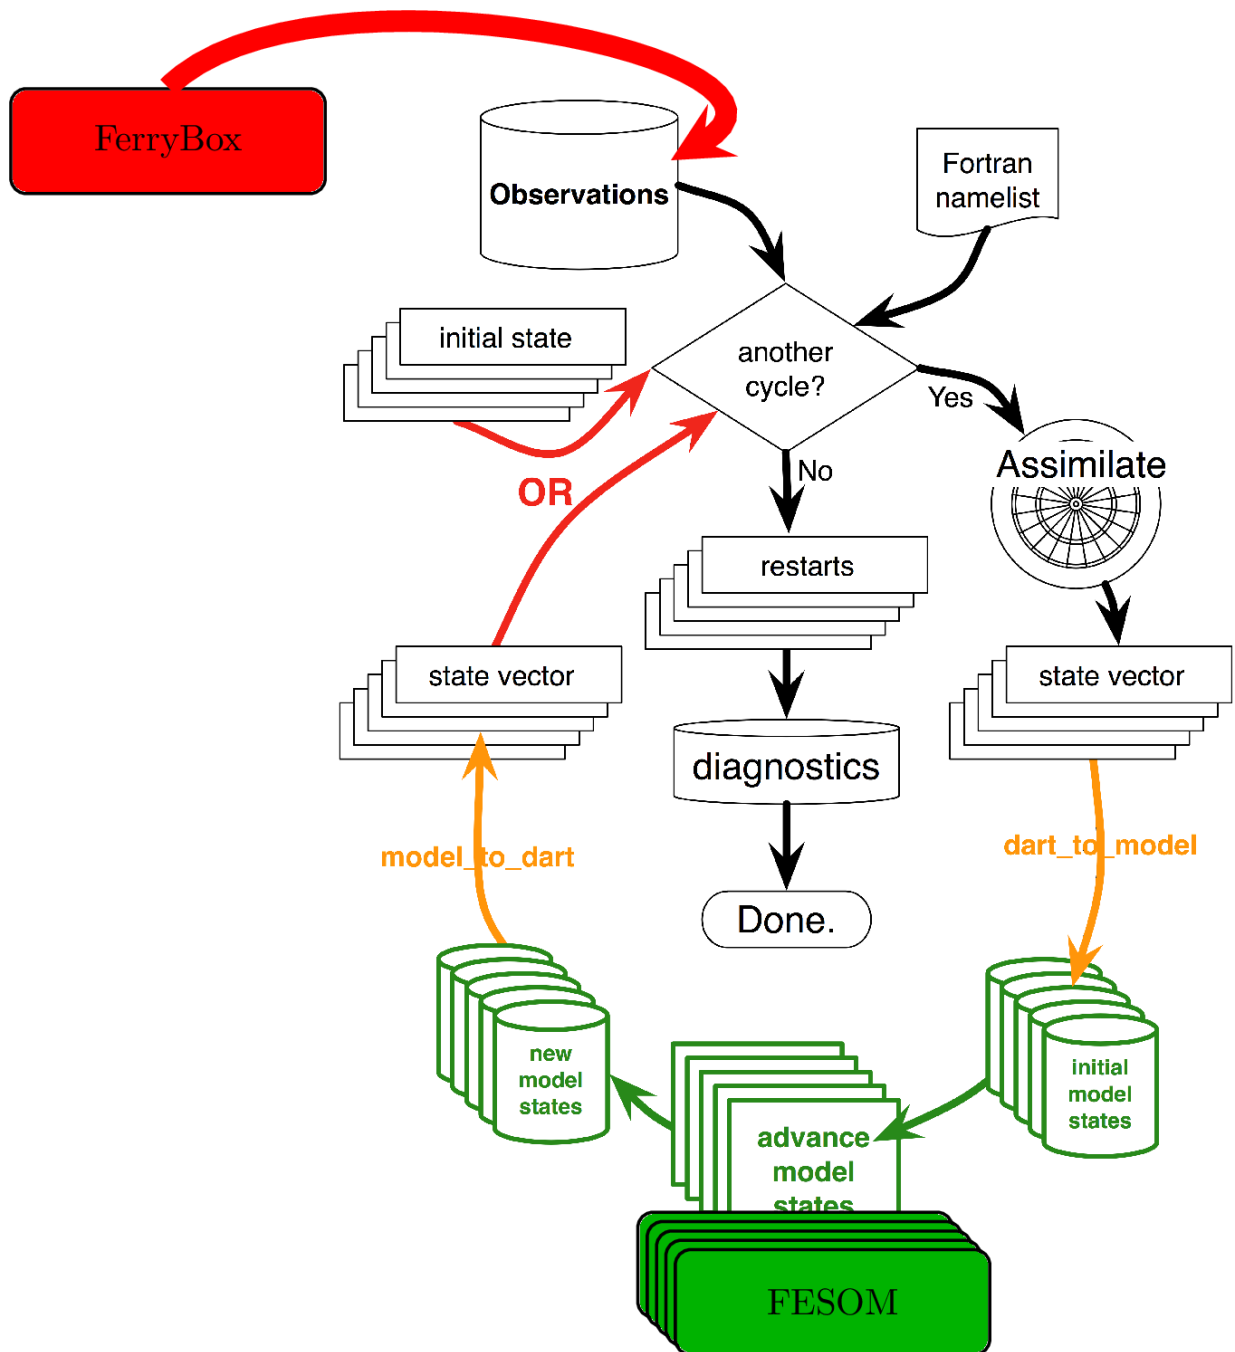 FerryBox
Observations
Fortran
namelist
initial state
another
cycle?
Yes
No
OR
Assimilate
restarts
state vector
state vector
diagnostics
model_to_dart
dart_to_model
Done.
new
model
states
initial
model
states
advance
model
states
FESOM